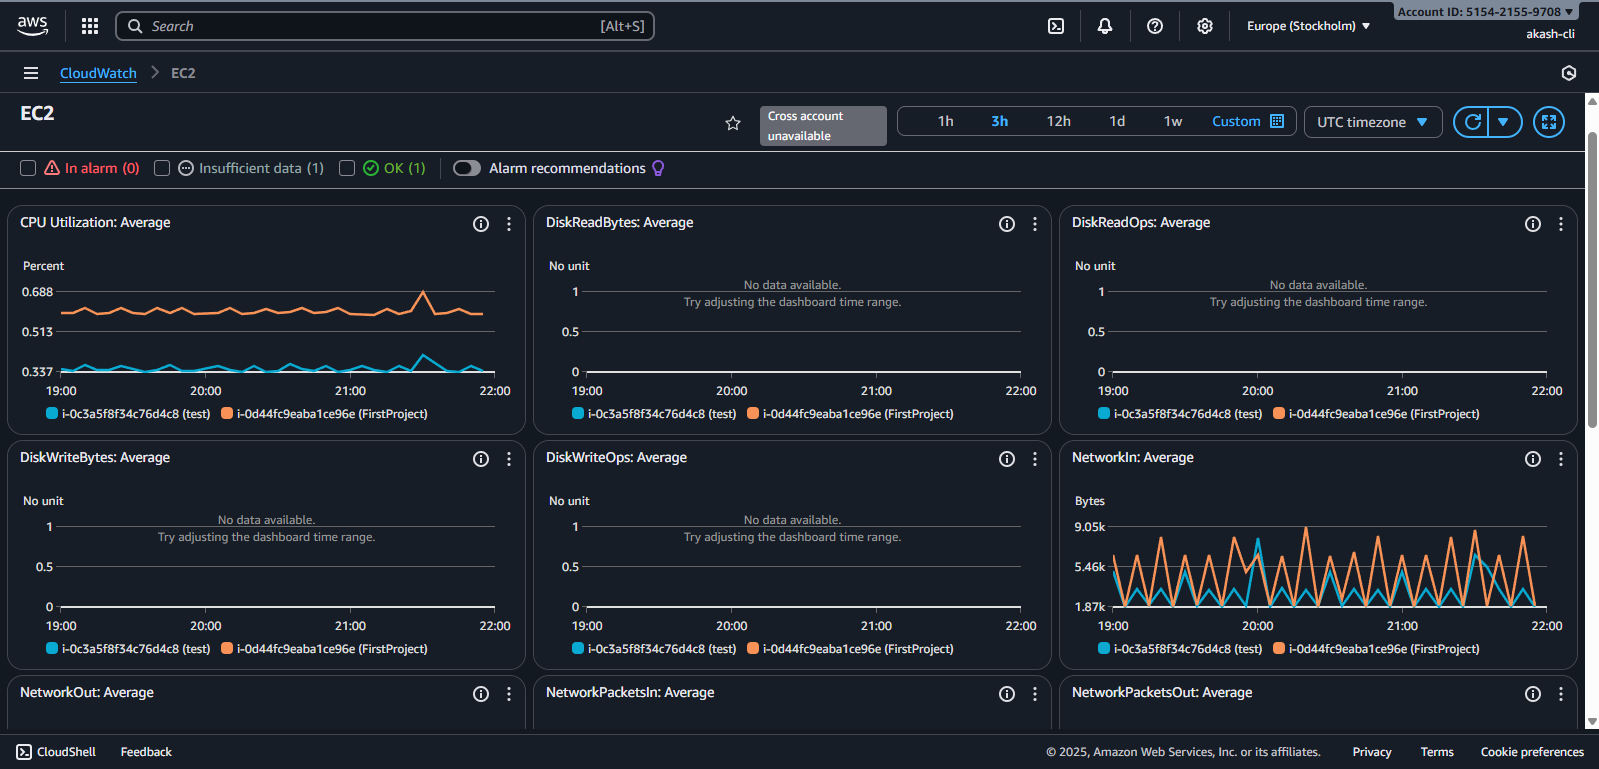 aws
Search
[Alt+S]
Europe (Stockholm)
Account ID: 5154-2155-9708
akash-cli
CloudWatch
EC2
EC2
Cross account
unavailable
1h
3h
12h
1d
1w
Custom
UTC timezone
In alarm (0)
Insufficient data (1)
OK (1)
Alarm recommendations
CPU Utilization: Average
Percent
0.688
0.513
0.337
19:00
20:00
21:00
22:00
i-0c3a5f8f34c76d4c8 (test)
i-0d44fc9eaba1ce96e (FirstProject)
DiskReadBytes: Average
No unit
No data available.
Try adjusting the dashboard time range.
1
0.5
0
19:00
20:00
21:00
22:00
i-0c3a5f8f34c76d4c8 (test)
i-0d44fc9eaba1ce96e (FirstProject)
DiskReadOps: Average
No unit
No data available.
Try adjusting the dashboard time range.
1
0.5
0
19:00
20:00
21:00
22:00
i-0c3a5f8f34c76d4c8 (test)
i-0d44fc9eaba1ce96e (FirstProject)
DiskWriteBytes: Average
No unit
No data available.
Try adjusting the dashboard time range.
1
0.5
0
19:00
20:00
21:00
22:00
i-0c3a5f8f34c76d4c8 (test)
i-0d44fc9eaba1ce96e (FirstProject)
DiskWriteOps: Average
No unit
No data available.
Try adjusting the dashboard time range.
1
0.5
0
19:00
20:00
21:00
22:00
i-0c3a5f8f34c76d4c8 (test)
i-0d44fc9eaba1ce96e (FirstProject)
NetworkIn: Average
Bytes
9.05k
5.46k
1.87k
19:00
20:00
21:00
22:00
i-0c3a5f8f34c76d4c8 (test)
i-0d44fc9eaba1ce96e (FirstProject)
NetworkOut: Average
NetworkPacketsIn: Average
NetworkPacketsOut: Average
CloudShell
Feedback
© 2025, Amazon Web Services, Inc. or its affiliates.
Privacy
Terms
Cookie preferences